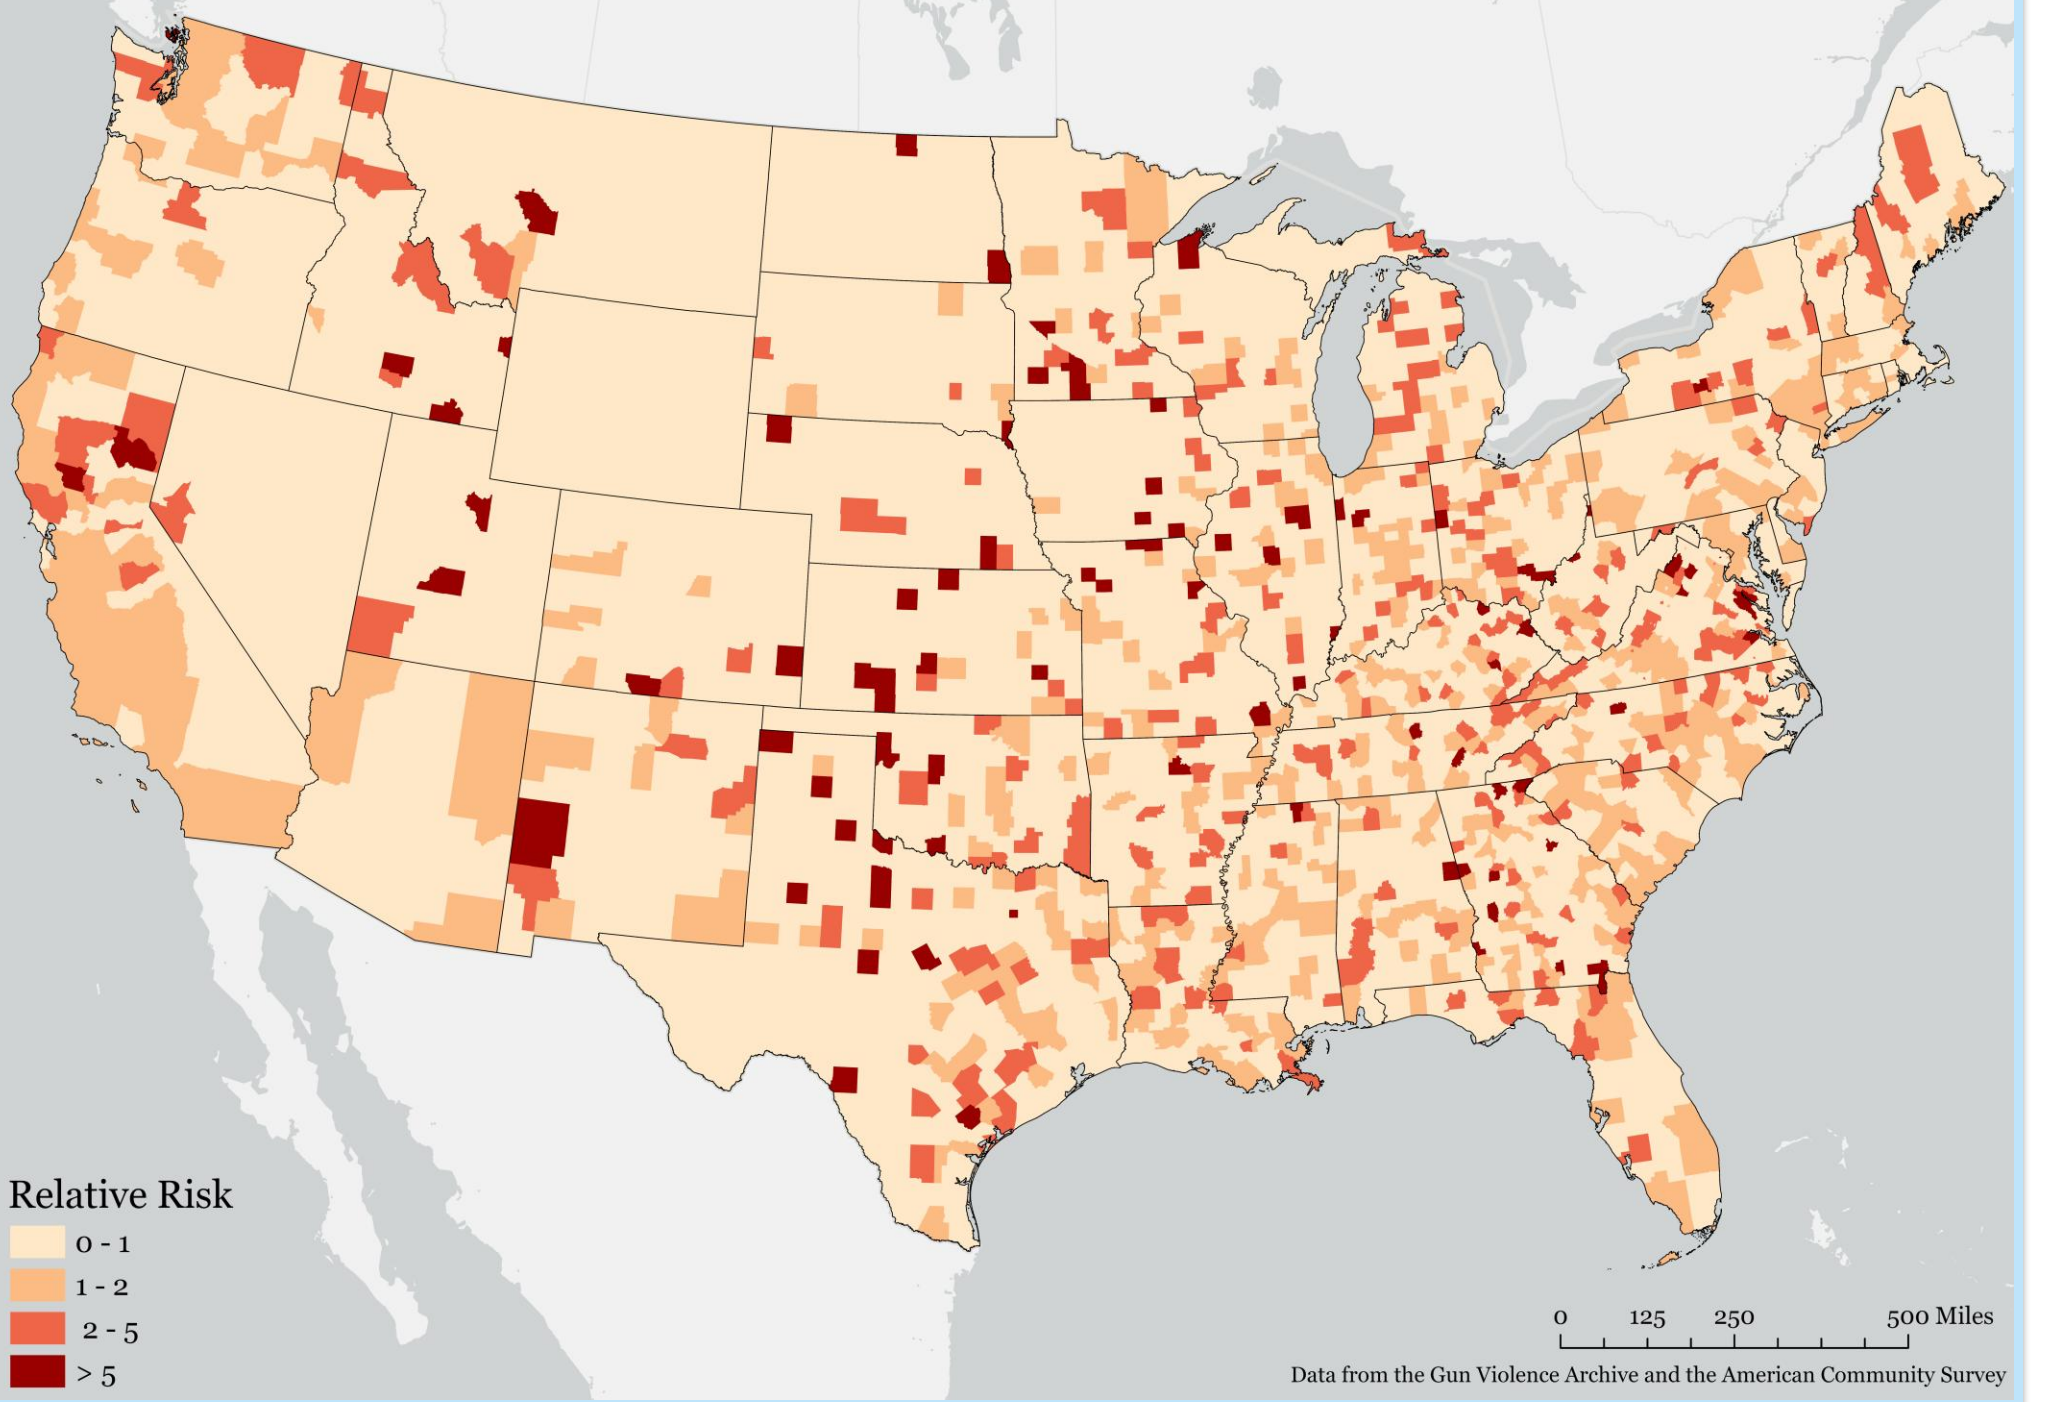 Relative Risk
0 - 1
1 - 2
2 - 5
> 5
0 125 250 500 Miles
Data from the Gun Violence Archive and the American Community Survey